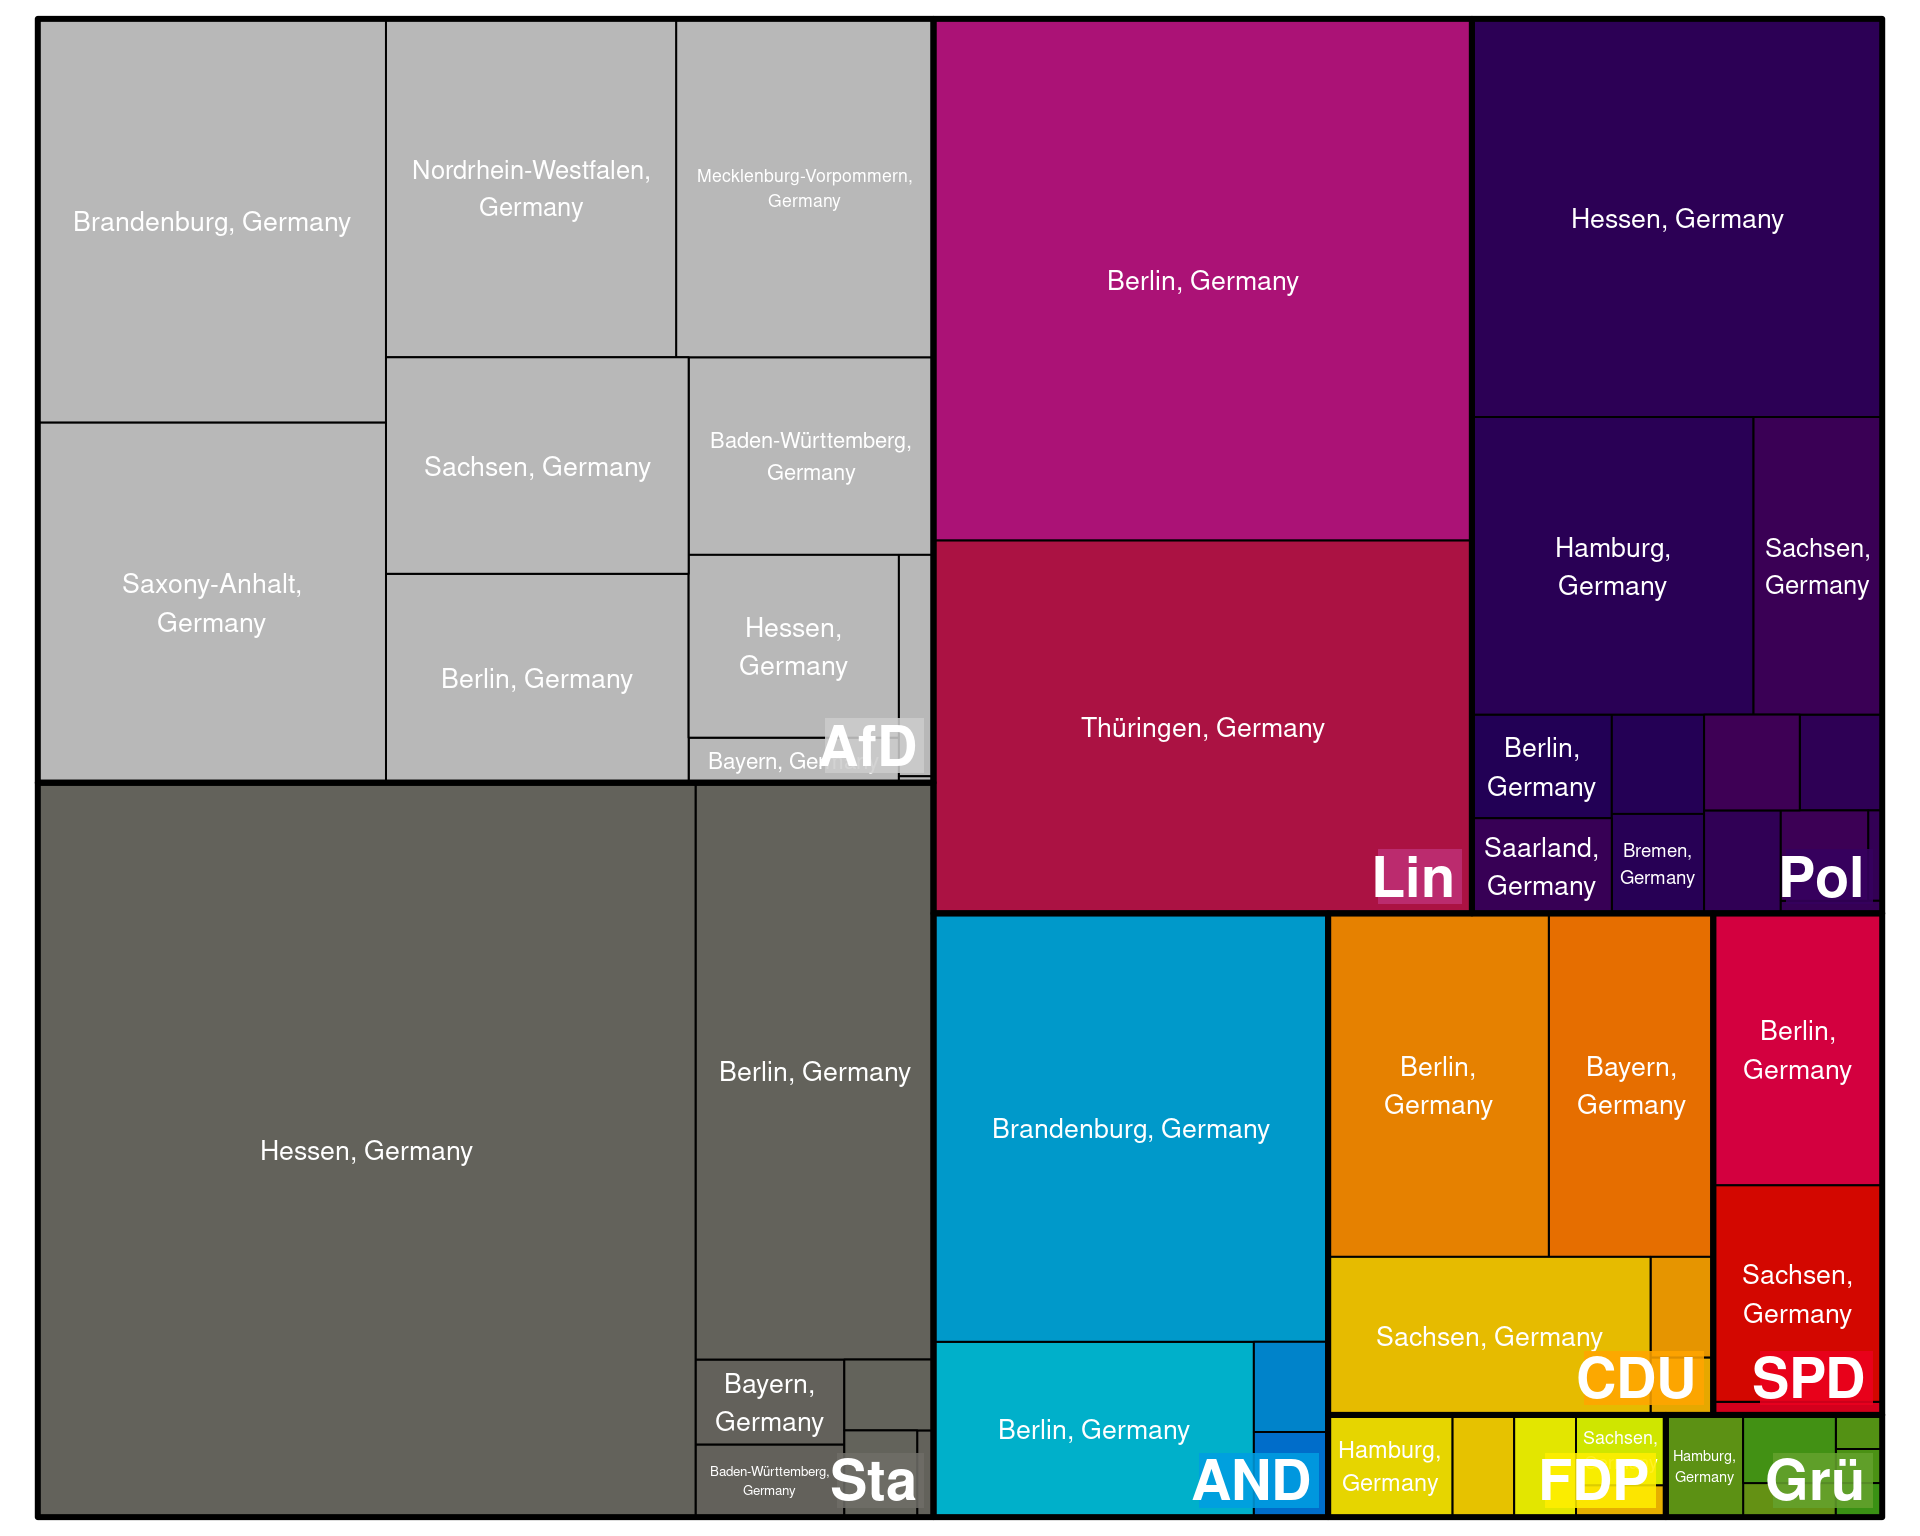 Brandenburg, Germany
Nordrhein-Westfalen,
Germany
Mecklenburg-Vorpommern,
Germany
Saxony-Anhalt,
Germany
Sachsen, Germany
Baden-Württemberg,
Germany
Berlin, Germany
Hessen,
Germany
Bayern, Germany
AfD
Hessen, Germany
Berlin, Germany
Bayern,
Germany
Baden-Württemberg,
Germany
Sta
Berlin, Germany
Thüringen, Germany
Lin
Hessen, Germany
Hamburg,
Germany
Sachsen,
Germany
Berlin,
Germany
Saarland,
Germany
Bremen,
Germany
Pol
Brandenburg, Germany
Berlin, Germany
AND
Berlin,
Germany
Bayern,
Germany
Sachsen, Germany
CDU
Berlin,
Germany
Sachsen,
Germany
SPD
Hamburg,
Germany
Sachsen,
FDP
Hamburg,
Germany
Grü